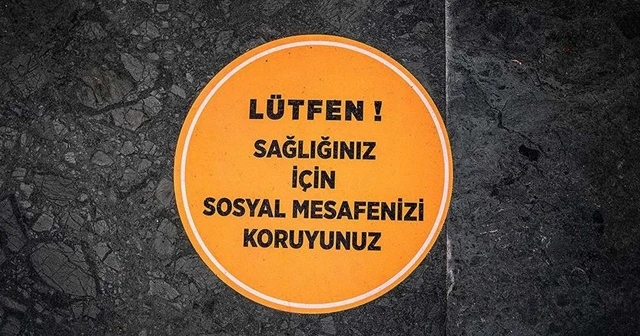 LÜTFEN !
SAĞLIĞINIZ
İÇİN
SOSYAL MESAFENİZİ
KORUYUNUZ